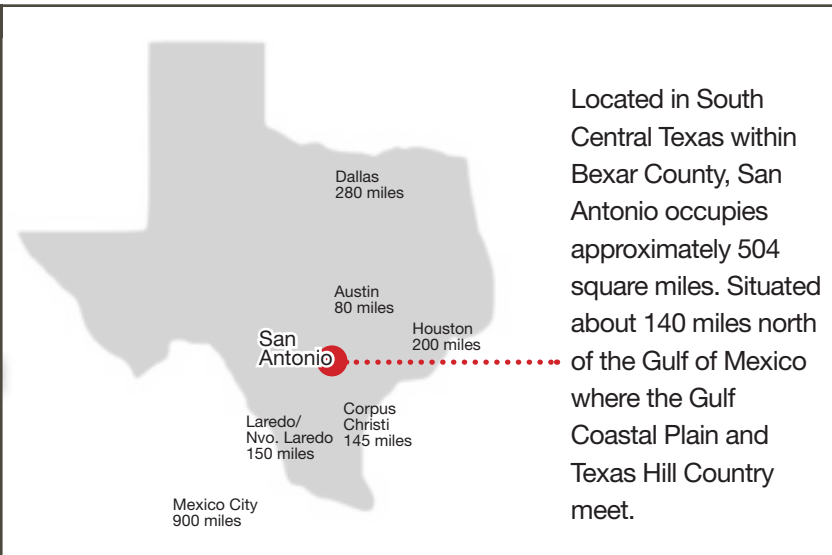 Dallas
280 miles
Austin
80 miles
Houston
200 miles
San
Antonio
Corpus
Christi
145 miles
Laredo/
Nvo. Laredo
150 miles
Mexico City
900 miles
Located in South
Central Texas within
Bexar County, San
Antonio occupies
approximately 504
square miles. Situated
about 140 miles north
of the Gulf of Mexico
where the Gulf
Coastal Plain and
Texas Hill Country
meet.